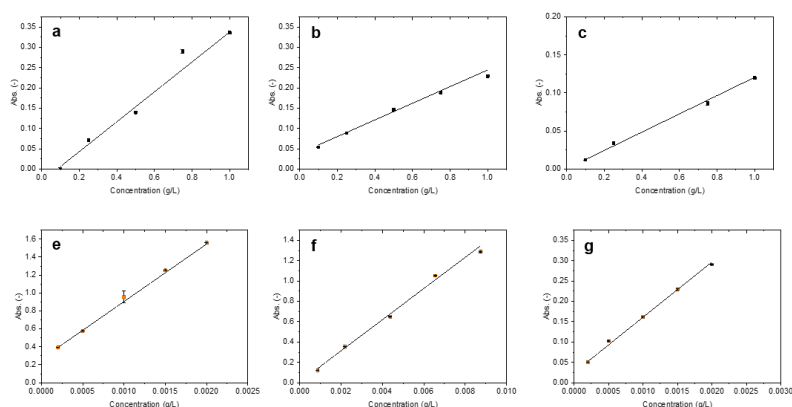 a
0.35
0.30
0.25
0.20
0.15
0.10
0.05
0.00
Abs. (-)
0.0 0.2 0.4 0.6 0.8 1.0
Concentration (g/L)
b
0.35
0.30
0.25
0.20
0.15
0.10
0.05
0.00
Abs. (-)
0.0 0.2 0.4 0.6 0.8 1.0
Concentration (g/L)
c
0.20
0.15
0.10
0.05
0.00
Abs. (-)
0.0 0.2 0.4 0.6 0.8 1.0
Concentration (g/L)
e
1.6
1.4
1.2
1.0
0.8
0.6
0.4
0.2
0.0
Abs. (-)
0.0000 0.0005 0.0010 0.0015 0.0020 0.0025
Concentration (g/L)
f
1.4
1.2
1.0
0.8
0.6
0.4
0.2
0.0
Abs. (-)
0.000 0.002 0.004 0.006 0.008 0.010
Concentration (g/L)
g
0.35
0.30
0.25
0.20
0.15
0.10
0.05
0.00
Abs. (-)
0.0000 0.0005 0.0010 0.0015 0.0020 0.0025 0.0030
Concentration (g/L)